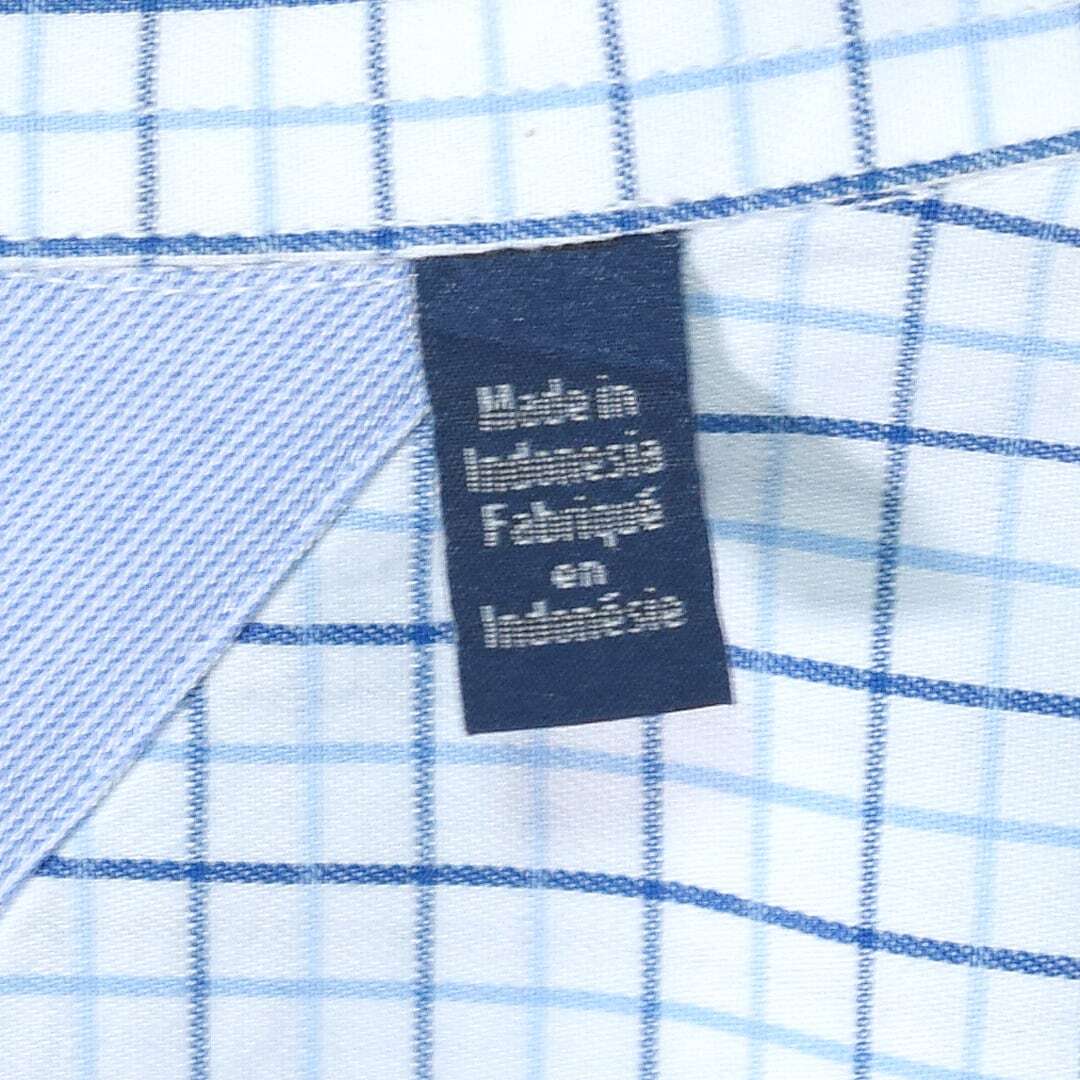 Made in
Indonesia
Fabriqué
en
Indonésie